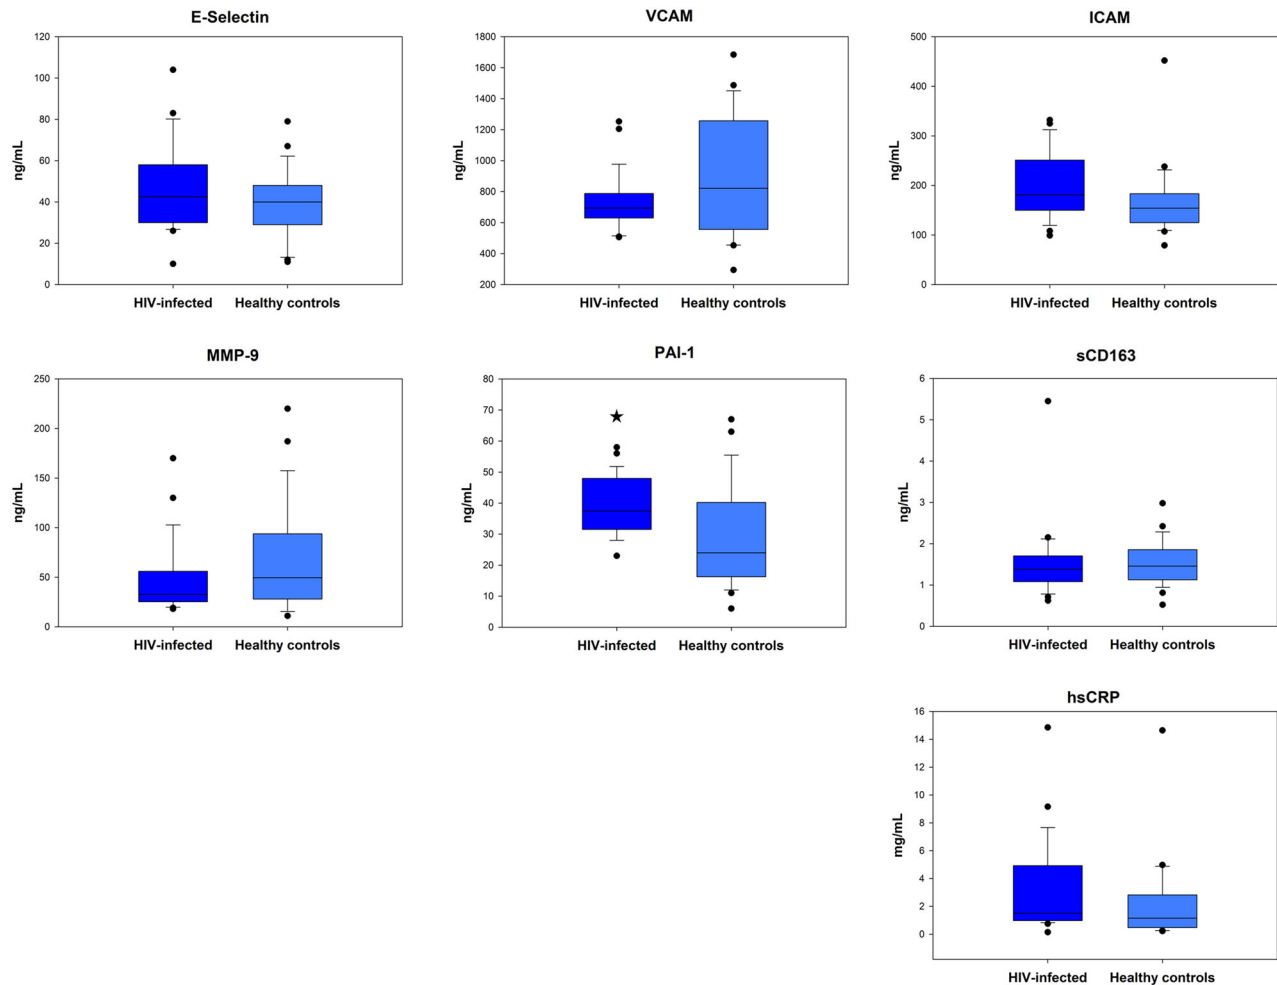 E-Selectin
VCAM
ICAM
120
100
80
60
40
20
0
ng/mL
HIV-infected Healthy controls
1800
1600
1400
1200
1000
800
600
400
200
ng/mL
HIV-infected Healthy controls
500
400
300
200
100
0
ng/mL
HIV-infected Healthy controls
MMP-9
PAI-1
sCD163
250
200
150
100
50
0
ng/mL
HIV-infected Healthy controls
80
70
60
50
40
30
20
10
0
ng/mL
HIV-infected Healthy controls
6
5
4
3
2
1
0
ng/mL
HIV-infected Healthy controls
hsCRP
16
14
12
10
8
6
4
2
0
mg/mL
HIV-infected Healthy controls